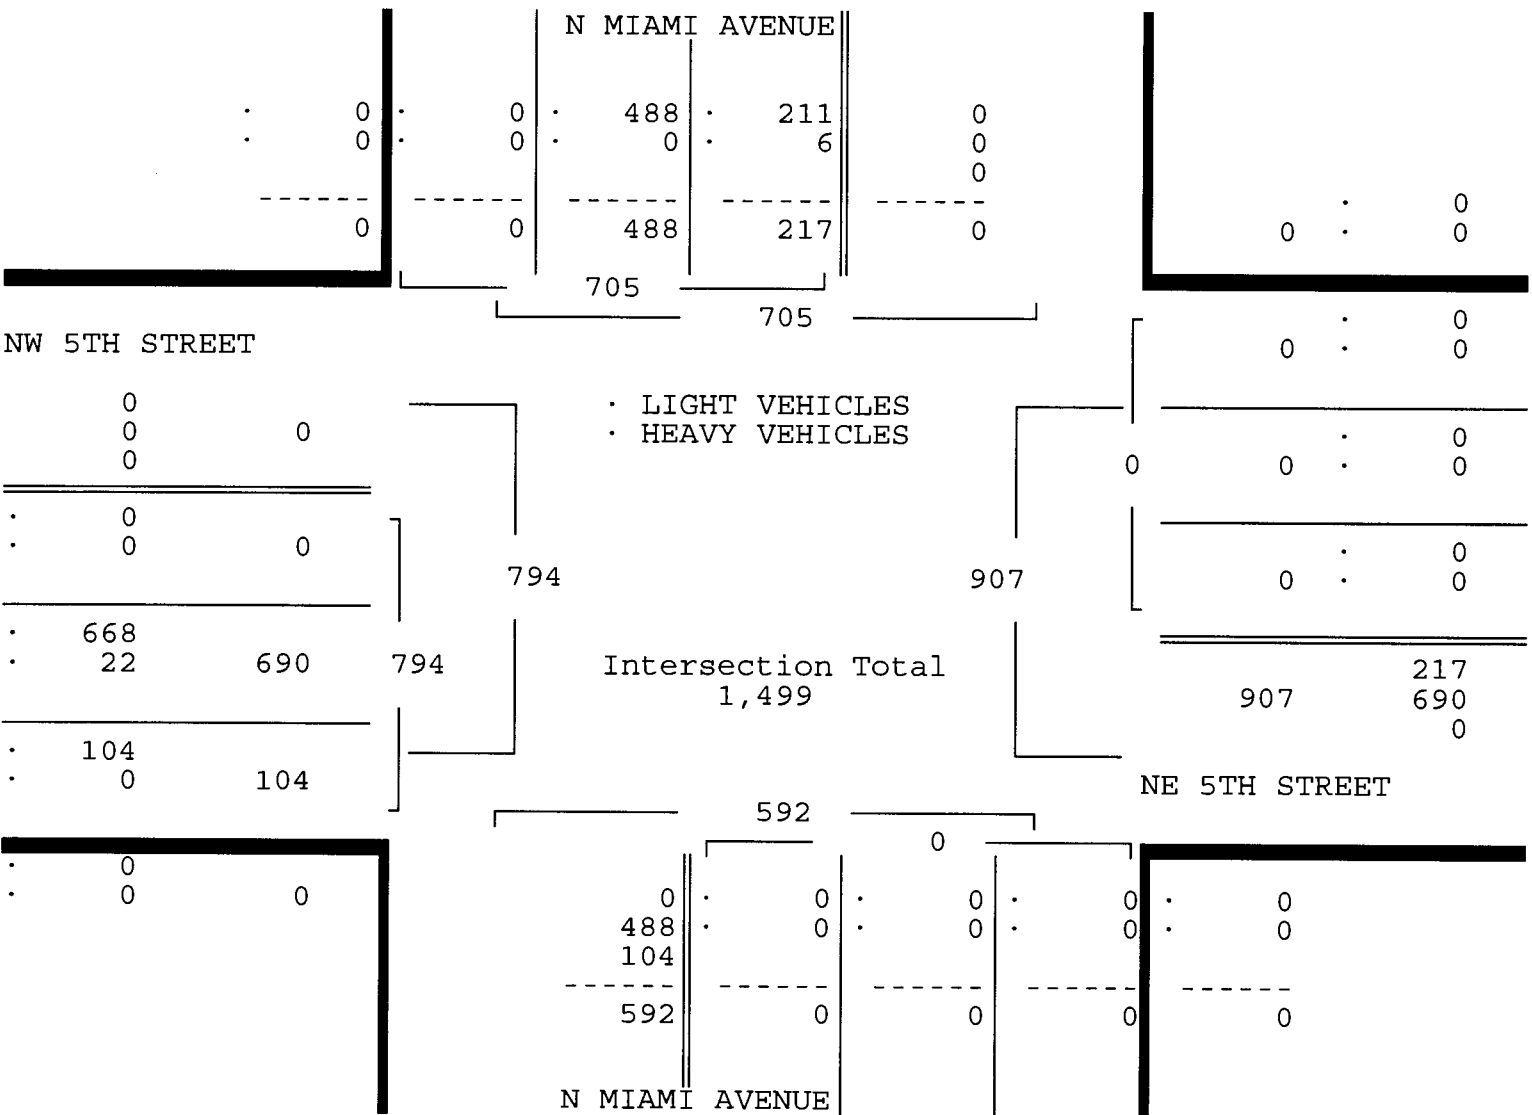 N MIAMI AVENUE
· 0 · 0 · 488 · 211 0
· 0 · 0 · 0 · 6 0
0
------ ------ ------ ------ ------
0 0 488 217 0
· 0
0 · 0
705
705
NW 5TH STREET
· 0
0 · 0
0
0 0
0
· LIGHT VEHICLES
· HEAVY VEHICLES
· 0
0 0 · 0
· 0
· 0 0
· 0
0 · 0
794
907
· 668
· 22 690 794
Intersection Total
1,499
217
907 690
0
· 104
· 0 104
NE 5TH STREET
592
0
· 0
· 0 0
0 · 0 · 0 · 0 · 0
488 · 0 · 0 · 0 · 0
104
------ ------ ------ ------ ------
592 0 0 0 0
N MIAMI AVENUE